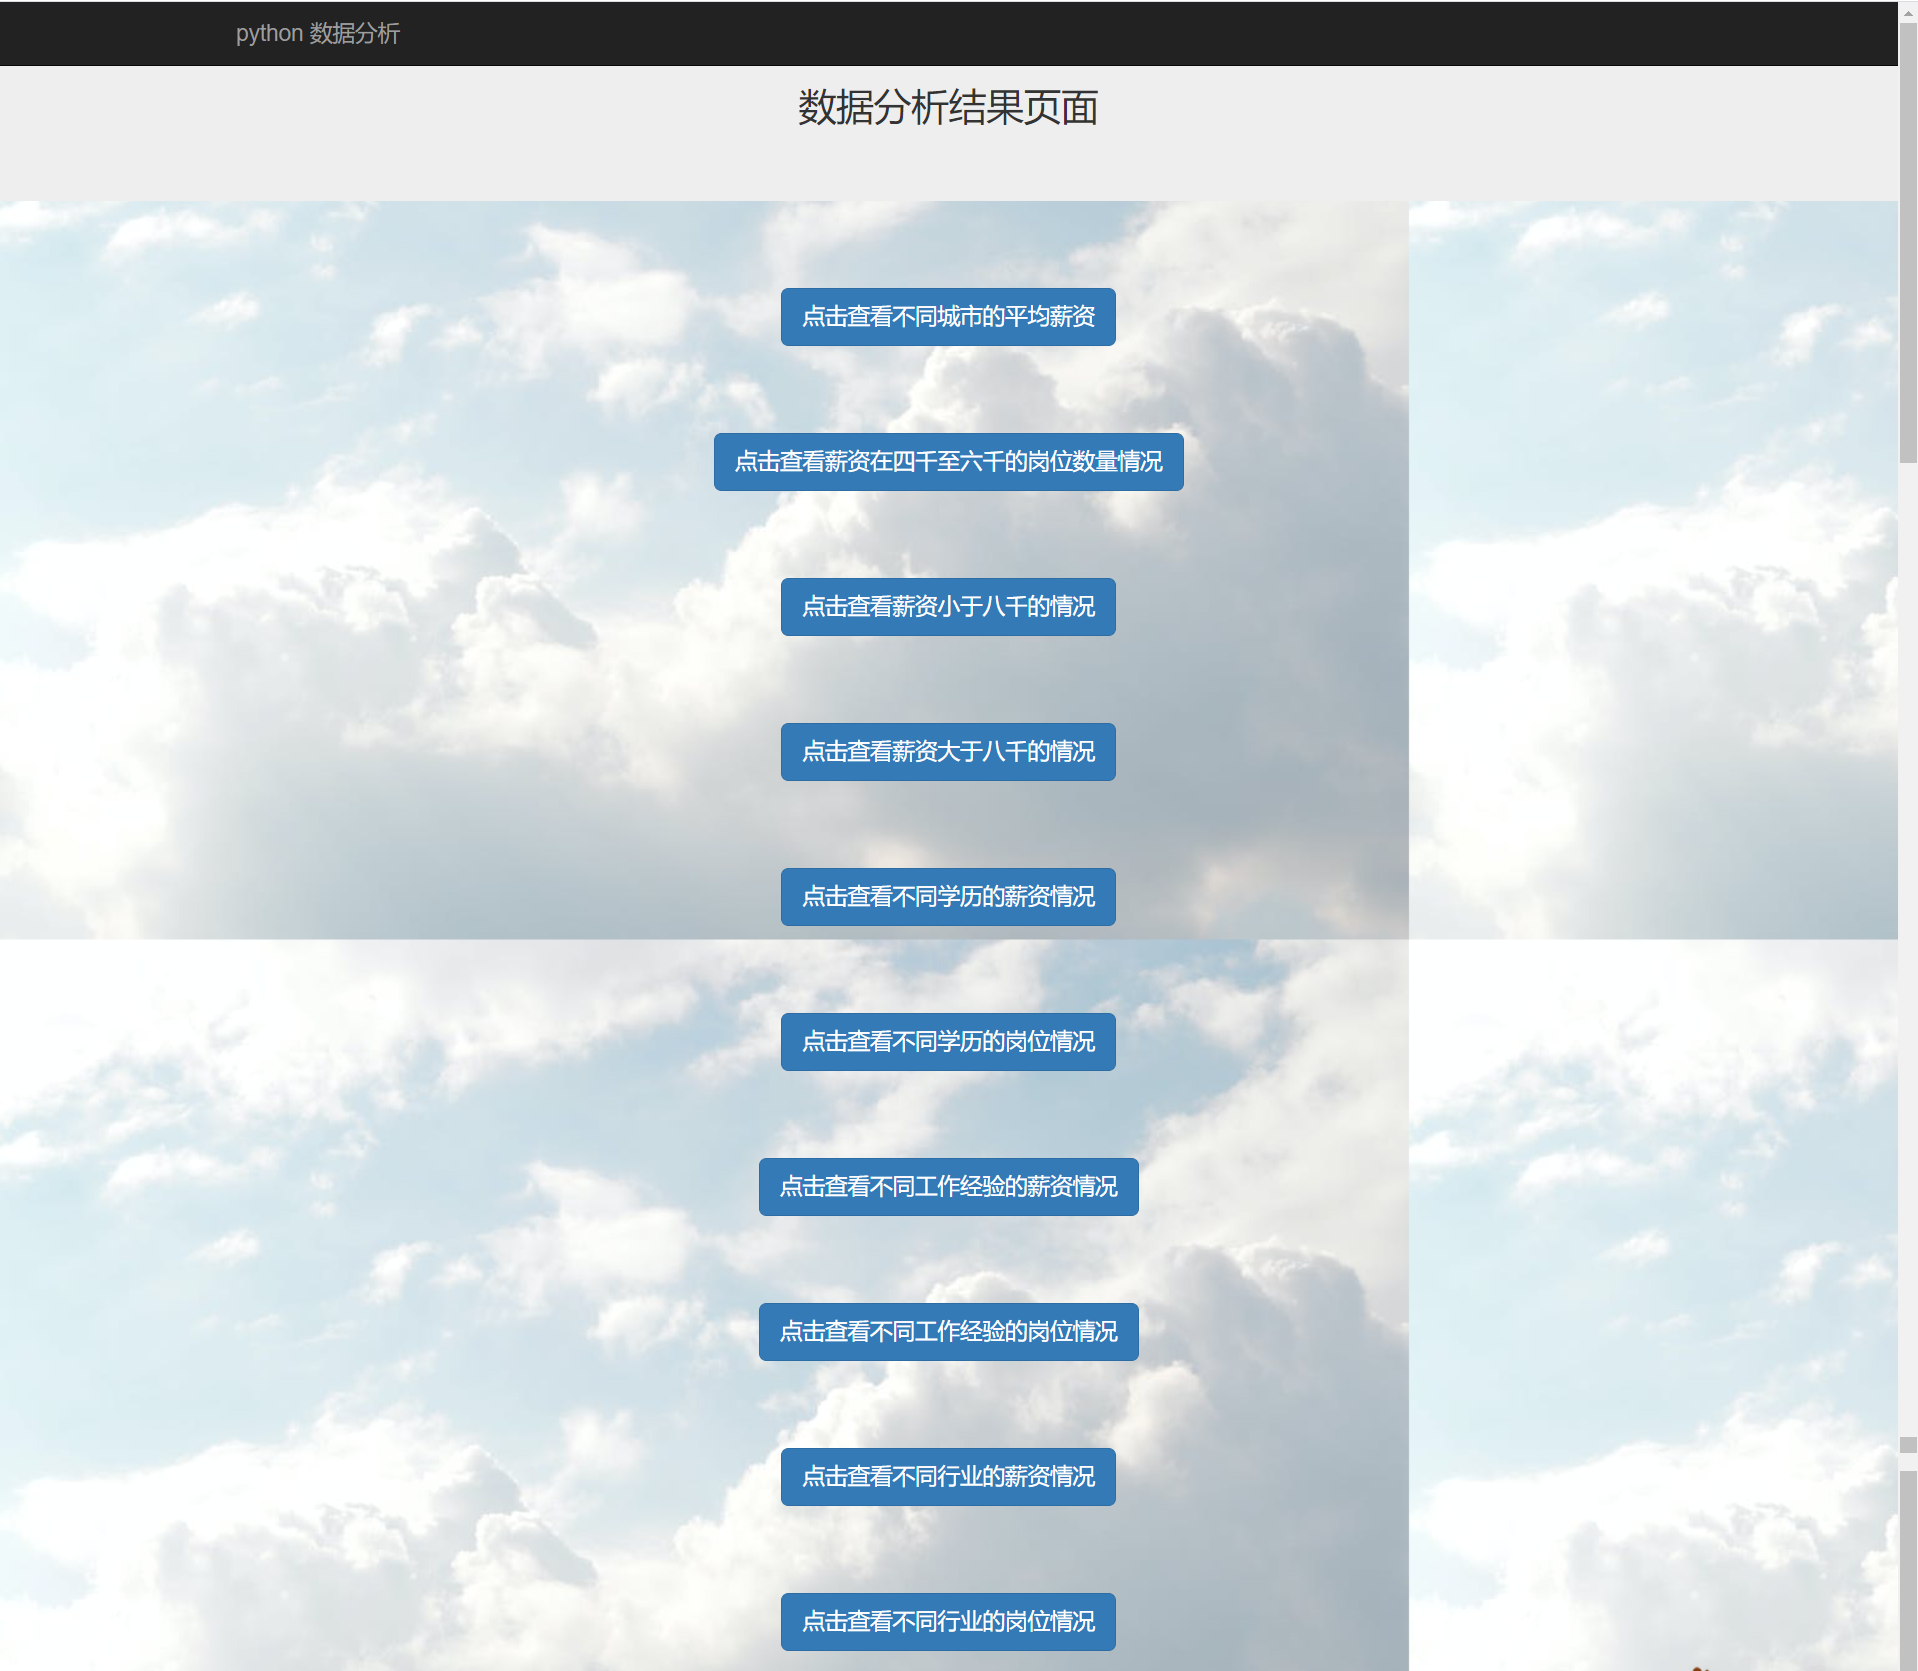 python 数据分析
数据分析结果页面
点击查看不同城市的平均薪资
点击查看薪资在四千至六千的岗位数量情况
点击查看薪资小于八千的情况
点击查看薪资大于八千的情况
点击查看不同学历的薪资情况
点击查看不同学历的岗位情况
点击查看不同工作经验的薪资情况
点击查看不同工作经验的岗位情况
点击查看不同行业的薪资情况
点击查看不同行业的岗位情况